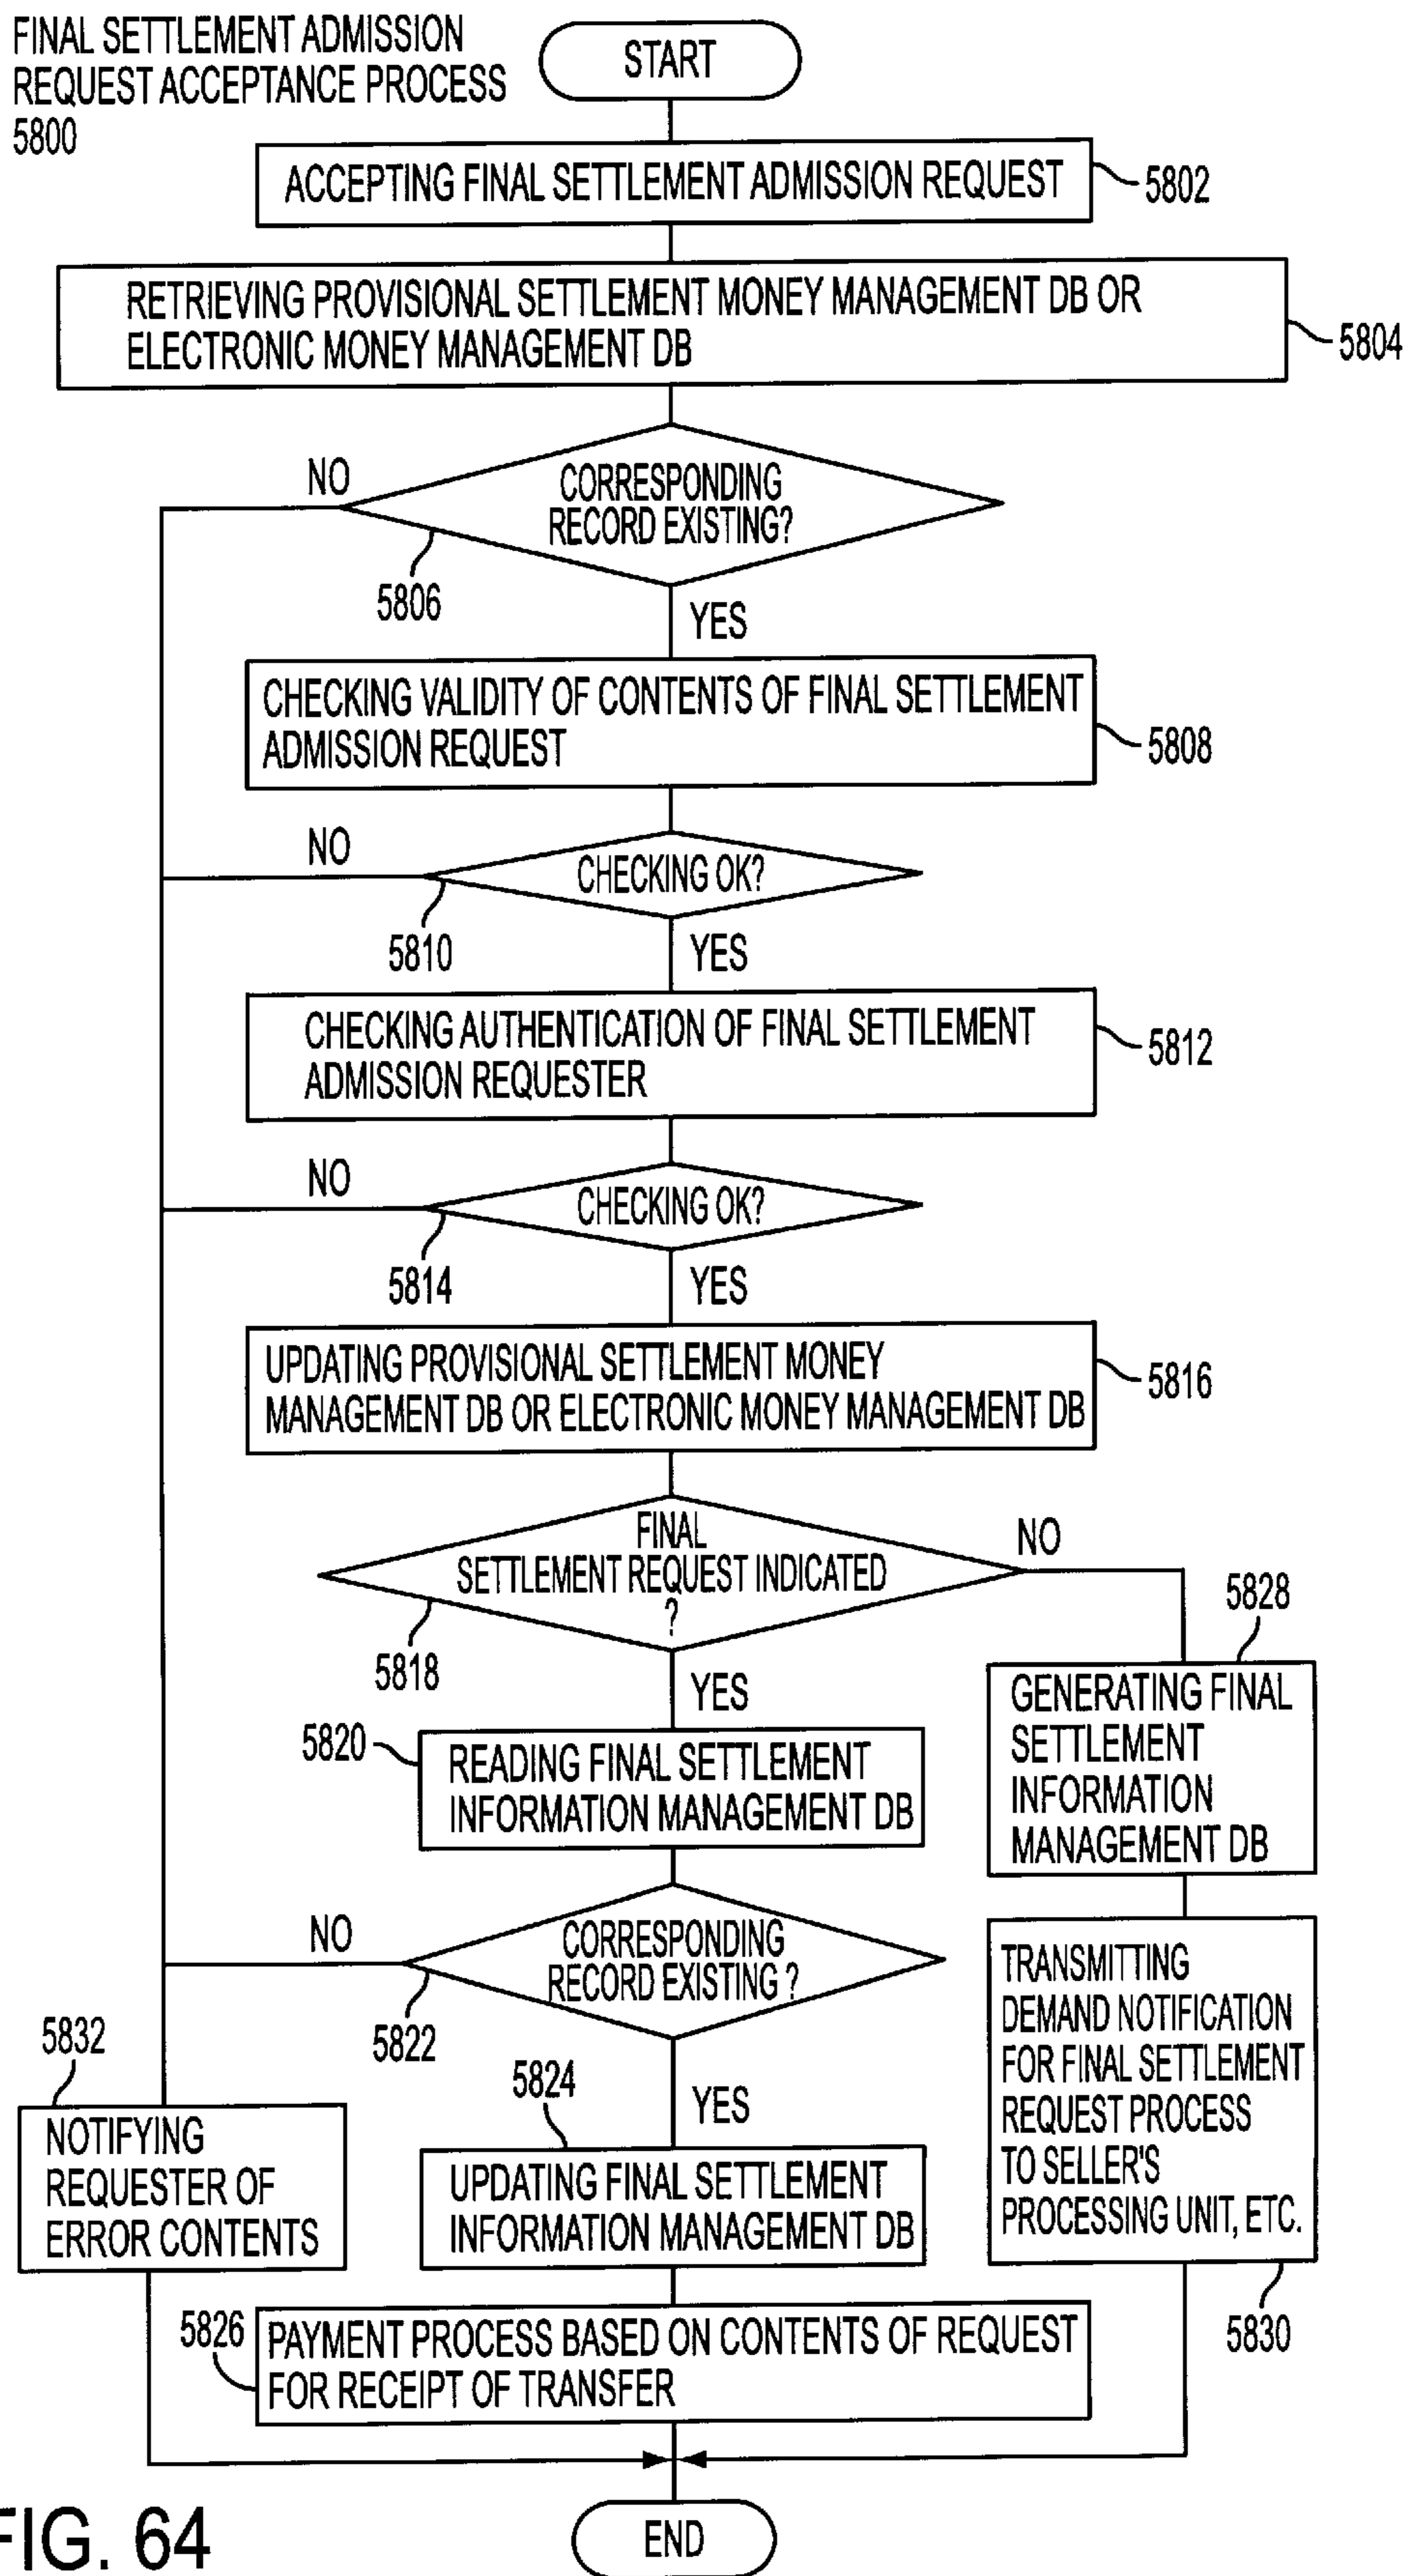 FINAL SETTLEMENT ADMISSION
REQUEST ACCEPTANCE PROCESS
5800
START
ACCEPTING FINAL SETTLEMENT ADMISSION REQUEST
5802
RETRIEVING PROVISIONAL SETTLEMENT MONEY MANAGEMENT DB OR
ELECTRONIC MONEY MANAGEMENT DB
5804
NO
CORRESPONDING
RECORD EXISTING?
5806
YES
CHECKING VALIDITY OF CONTENTS OF FINAL SETTLEMENT
ADMISSION REQUEST
5808
NO
CHECKING OK?
5810
YES
CHECKING AUTHENTICATION OF FINAL SETTLEMENT
ADMISSION REQUESTER
5812
NO
CHECKING OK?
5814
YES
UPDATING PROVISIONAL SETTLEMENT MONEY
MANAGEMENT DB OR ELECTRONIC MONEY MANAGEMENT DB
5816
FINAL
SETTLEMENT REQUEST INDICATED
?
NO
5818
YES
5828
GENERATING FINAL
SETTLEMENT
INFORMATION
MANAGEMENT DB
5820
READING FINAL SETTLEMENT
INFORMATION MANAGEMENT DB
NO
CORRESPONDING
RECORD EXISTING ?
5822
YES
TRANSMITTING
DEMAND NOTIFICATION
FOR FINAL SETTLEMENT
REQUEST PROCESS
TO SELLER'S
PROCESSING UNIT, ETC.
5830
5832
NOTIFYING
REQUESTER OF
ERROR CONTENTS
5824
UPDATING FINAL SETTLEMENT
INFORMATION MANAGEMENT DB
5826
PAYMENT PROCESS BASED ON CONTENTS OF REQUEST
FOR RECEIPT OF TRANSFER
END
FIG. 64